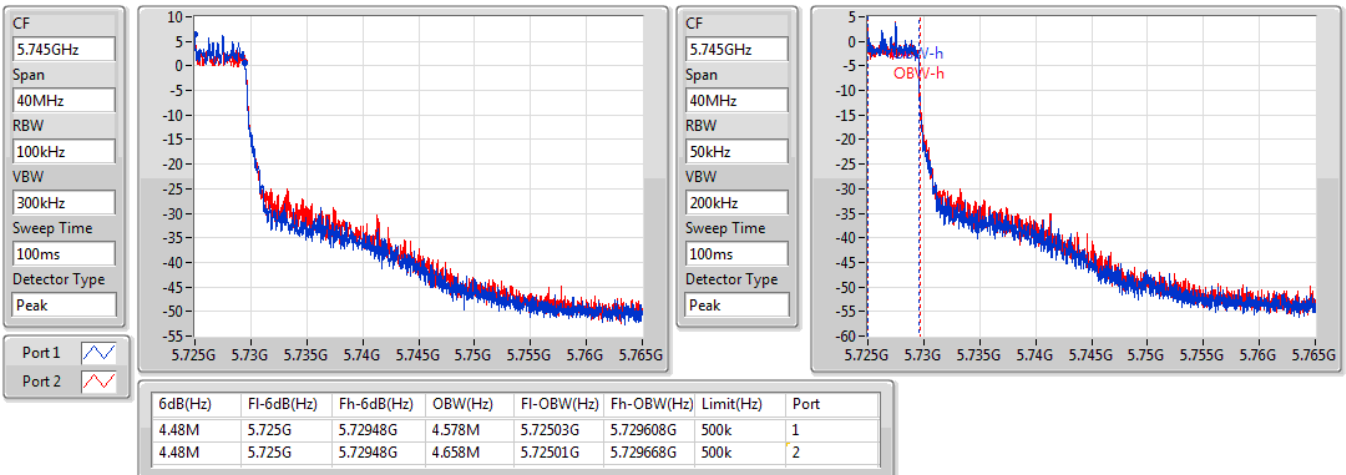 CF
5.745GHz
Span
40MHz
RBW
100kHz
VBW
300kHz
Sweep Time
100ms
Detector Type
Peak
10
5
0
-5
-10
-15
-20
-25
-30
-35
-40
-45
-50
-55
5.725G 5.73G 5.735G 5.74G 5.745G 5.75G 5.755G 5.76G 5.765G
CF
5.745GHz
Span
40MHz
RBW
50kHz
VBW
200kHz
Sweep Time
100ms
Detector Type
Peak
5
0
-5
-10
-15
-20
-25
-30
-35
-40
-45
-50
-55
-60
OBW-h
OBW-h
5.725G 5.73G 5.735G 5.74G 5.745G 5.75G 5.755G 5.76G 5.765G
Port 1
Port 2
6dB(Hz) Fl-6dB(Hz) Fh-6dB(Hz) OBW(Hz) Fl-OBW(Hz) Fh-OBW(Hz) Limit(Hz) Port
4.48M 5.725G 5.72948G 4.578M 5.72503G 5.729608G 500k 1
4.48M 5.725G 5.72948G 4.658M 5.72501G 5.729668G 500k 2